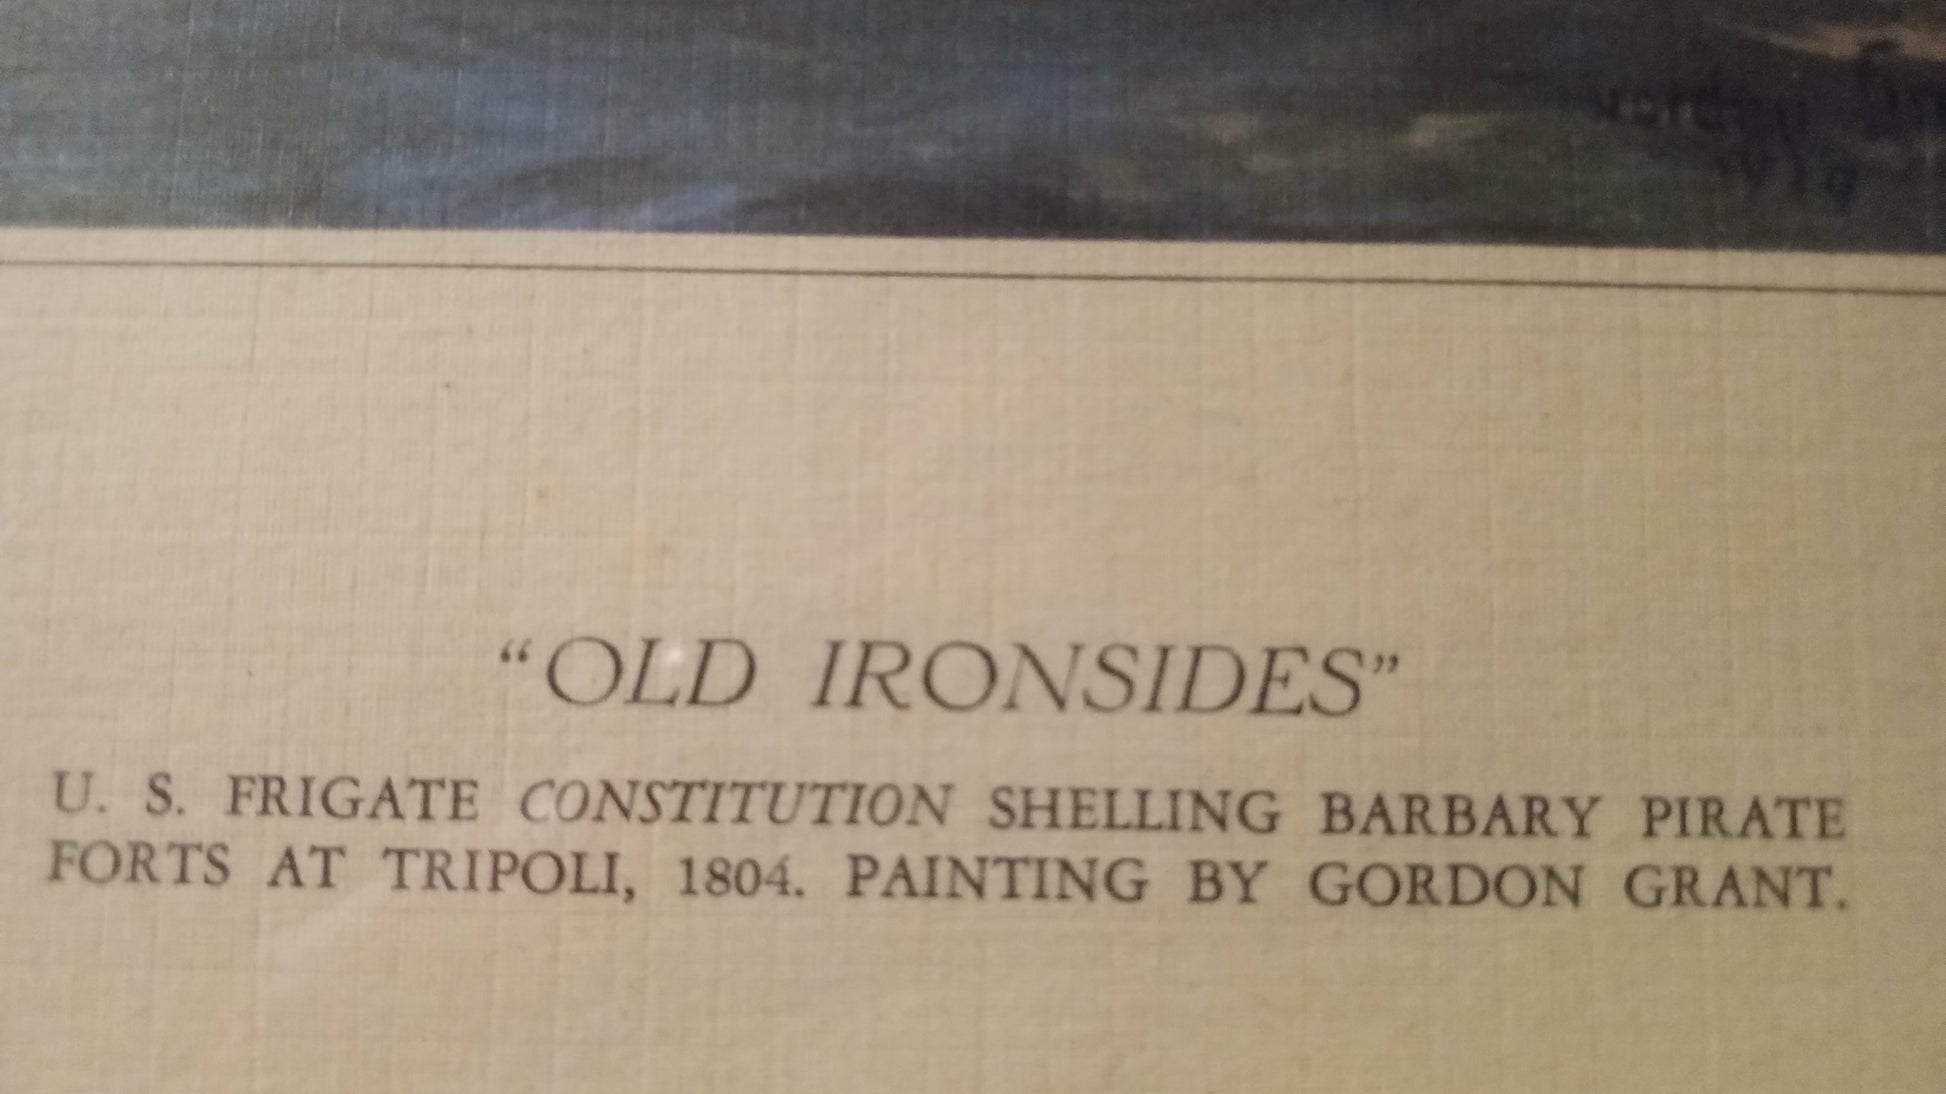 “OLD IRONSIDES”
U. S. FRIGATE CONSTITUTION SHELLING BARBARY PIRATE
FORTS AT TRIPOLI, 1804. PAINTING BY GORDON GRANT.